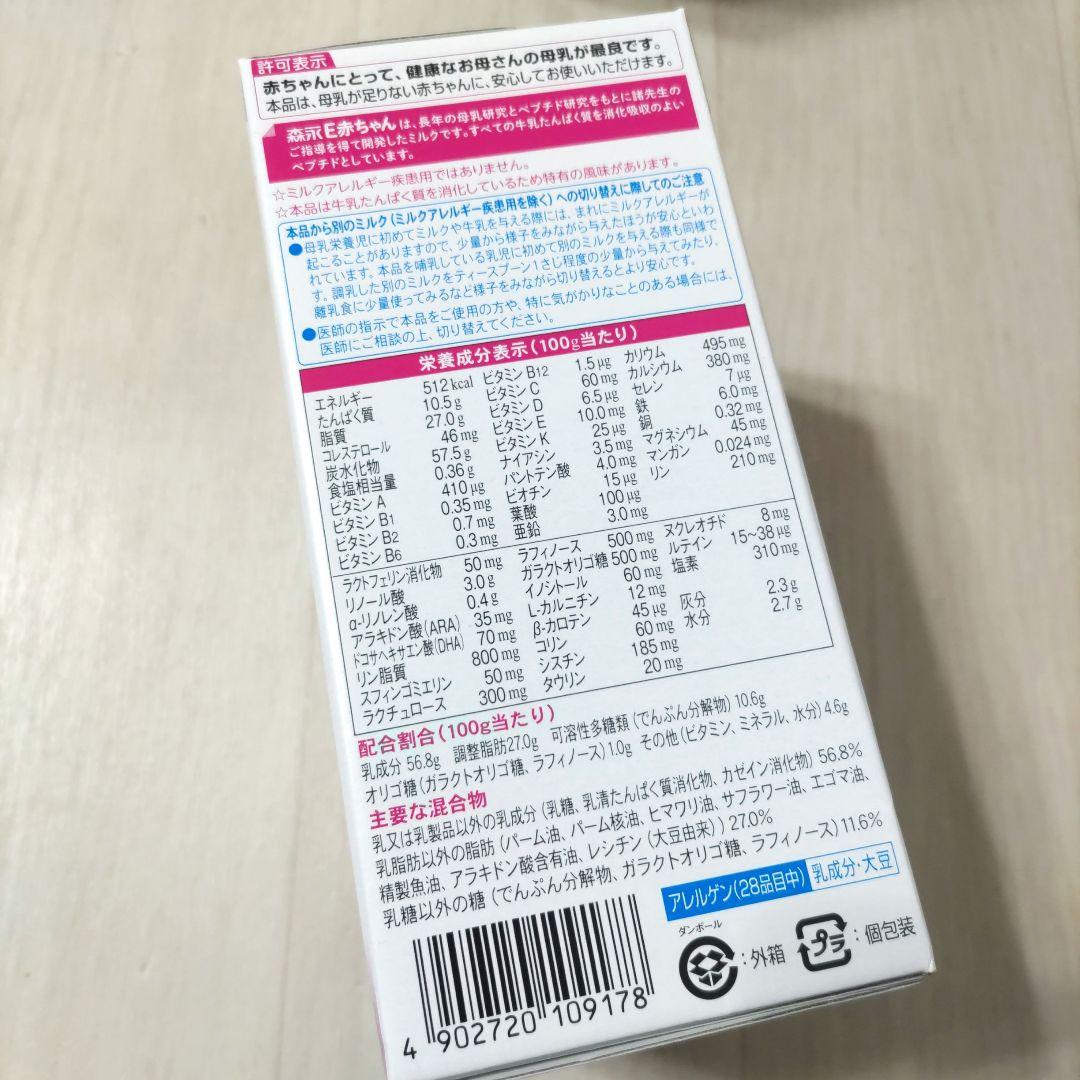 許可表示
赤ちゃんにとって、健康なお母さんの母乳が最良です。
本品は、母乳が足りない赤ちゃんに、安心してお使いいただけます。
森永E赤ちゃんは、長年の母乳研究とペプチド研究をもとに諸先生の
ご指導を得て開発したミルクです。すべての牛乳たんぱく質を消化吸収のよい
ペプチドとしています。
☆ミルクアレルギー疾患用ではありません。
☆本品は牛乳たんぱく質を消化しているため特有の風味があります。
本品から別のミルク(ミルクアレルギー疾患用を除く)への切り替えに際してのご注意
●母乳栄養児に初めてミルクや牛乳を与える際には、まれにミルクアレルギーが
起こることがありますので、少量から様子をみながら与えたほうが安心といわ
れています。本品を哺乳している乳児に初めて別のミルクを与える際も同様で
す。調乳した別のミルクをティースプーン1さじ程度の少量から与えてみたり、
離乳食に少量使ってみるなど様子をみながら切り替えるとより安心です。
●医師の指示で本品をご使用の方や、特に気がかりなことのある場合には、
医師にご相談の上、切り替えてください。
栄養成分表示(100g当たり)
エネルギー 512kcal
たんぱく質 10.5g
脂質 27.0g
コレステロール 46mg
炭水化物 57.5g
食塩相当量 0.36g
ビタミン A 410μg
ビタミン B1 0.35mg
ビタミン B2 0.7mg
ビタミン B6 0.3mg
ビタミン B12 1.5μg
ビタミン C 60mg
ビタミン D 6.5μg
ビタミン E 10.0mg
ビタミン K 25μg
ナイアシン 3.5mg
パントテン酸 4.0mg
ビオチン 15μg
葉酸 100μg
亜鉛 3.0mg
カリウム 495mg
カルシウム 380mg
セレン 7μg
鉄 6.0mg
銅 0.32mg
マグネシウム 45mg
マンガン 0.024mg
リン 210mg
ラクトフェリン消化物 50mg
リノール酸 3.0g
α-リノレン酸 0.4g
アラキドン酸(ARA) 35mg
ドコサヘキサエン酸(DHA) 70mg
リン脂質 800mg
スフィンゴミエリン 50mg
ラクチュロース 300mg
ラフィノース 500mg
ガラクトオリゴ糖 500mg
イノシトール 60mg
L-カルニチン 12mg
β-カロテン 45μg
コリン 60mg
シスチン 185mg
タウリン 20mg
ヌクレオチド 8mg
ルテイン 15~38μg
塩素 310mg
灰分 2.3g
水分 2.7g
配合割合(100g当たり)
乳成分 56.8g 調整脂肪27.0g 可溶性多糖類(でんぷん分解物)10.6g
オリゴ糖(ガラクトオリゴ糖、ラフィノース)1.0g その他(ビタミン、ミネラル、水分)4.6g
主要な混合物
乳又は乳製品以外の乳成分(乳糖、乳清たんぱく質消化物、カゼイン消化物)56.8%
乳脂肪以外の脂肪(パーム油、パーム核油、ヒマワリ油、サフラワー油、エゴマ油、
精製魚油、アラキドン酸含有油、レシチン(大豆由来))27.0%
乳糖以外の糖(でんぷん分解物、ガラクトオリゴ糖、ラフィノース)11.6%
アレルゲン(28品目中) 乳成分・大豆
ダンボール
:外箱
プラ
:個包装
4 902720 109178